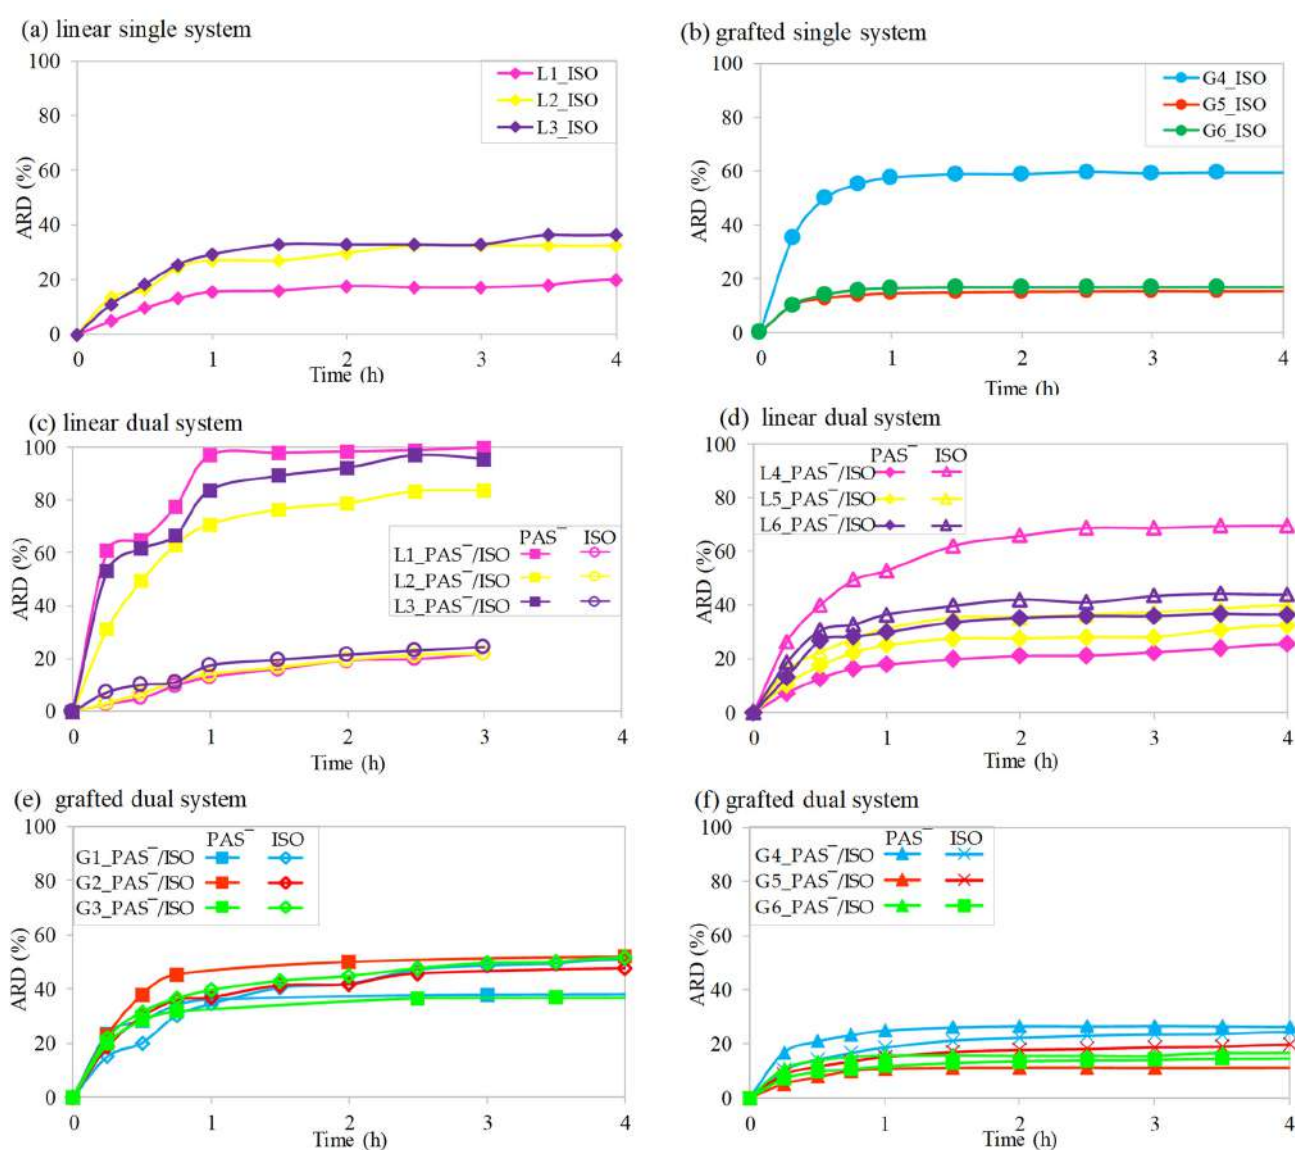 (a) linear single system
100
80
60
40
20
0
ARD (%)
L1_ISO
L2_ISO
L3_ISO
0 1 2 3 4
Time (h)
(b) grafted single system
100
80
60
40
20
0
ARD (%)
G4_ISO
G5_ISO
G6_ISO
0 1 2 3 4
Time (h)
(c) linear dual system
100
80
60
40
20
0
ARD (%)
PAS⁻ ISO
L1_PAS⁻/ISO
L2_PAS⁻/ISO
L3_PAS⁻/ISO
0 1 2 3 4
Time (h)
(d) linear dual system
100
80
60
40
20
0
ARD (%)
PAS⁻ ISO
L4_PAS⁻/ISO
L5_PAS⁻/ISO
L6_PAS⁻/ISO
0 1 2 3 4
Time (h)
(e) grafted dual system
100
80
60
40
20
0
ARD (%)
PAS⁻ ISO
G1_PAS⁻/ISO
G2_PAS⁻/ISO
G3_PAS⁻/ISO
0 1 2 3 4
Time (h)
(f) grafted dual system
100
80
60
40
20
0
ARD (%)
PAS⁻ ISO
G4_PAS⁻/ISO
G5_PAS⁻/ISO
G6_PAS⁻/ISO
0 1 2 3 4
Time (h)